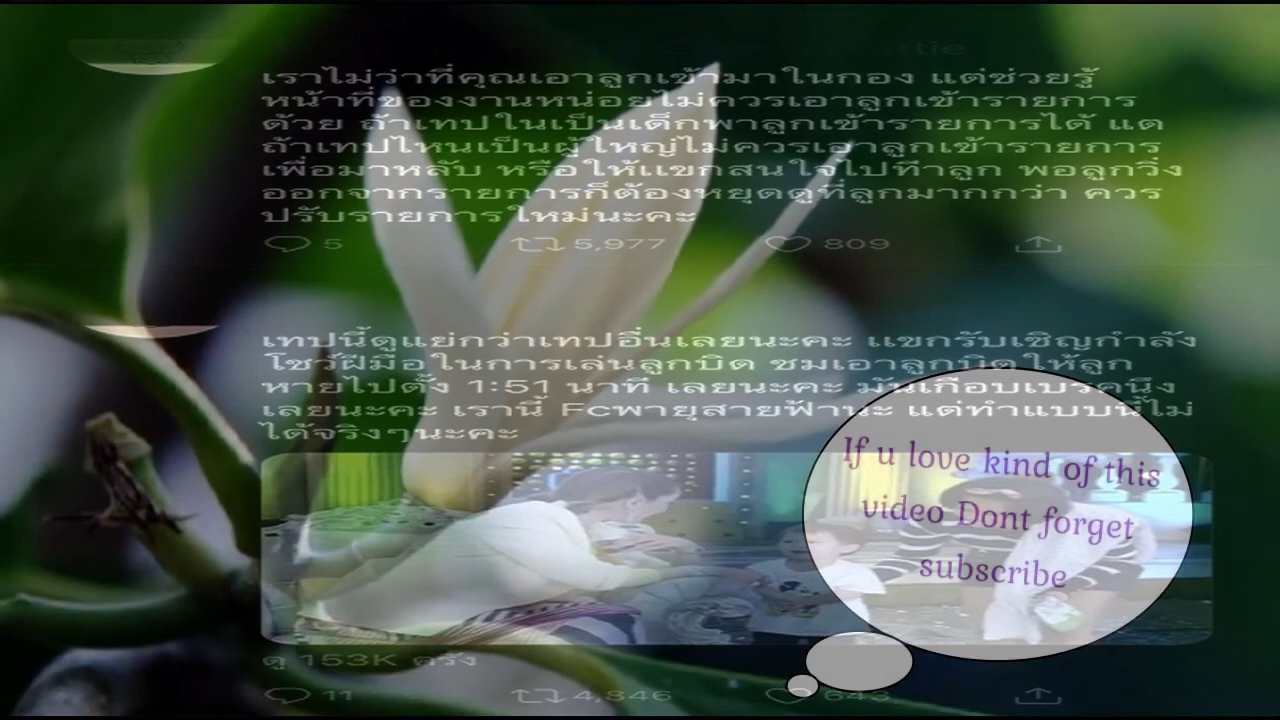 เราไม่ว่าที่คุณเอาลูกเข้ามาในกอง แต่ช่วยรู้
หน้าที่ของงานหน่อยไม่ควรเอาลูกเข้ารายการ
ด้วย ถ้าเทปในเป็นเด็กพาลูกเข้ารายการได้ แต
ถ้าเทปไหนเป็นผู้ใหญ่ไม่ควรเอาลูกเข้ารายการ
เพื่อมาหลับ หรือให้แขกสนใจไปที่าลูก พอลูกวิ่ง
ออกจากรายการก็ต้องหยุดดูที่ลูกมากกว่า ควร
ปรับรายการใหม่นะคะ
5 5,977 809
เทปนี้ดูแย่กว่าเทปอื่นเลยนะคะ แขกรับเชิญกำลัง
โชว์ฝีมือในการเล่นลูกบิด ชมเอาลูกบิดให้ลูก
หายไปตั้ง 1:51 นาที เลยนะคะ มันเกือบเบรคนึง
เลยนะคะ เรานี้ Fcพายุสายฟ้านะ แต่ทำแบบนี้ไม่
ได้จริงๆนะคะ
If u love kind of this
video Dont forget
subscribe
ดู 153K ครั้ง
11 4,846 643